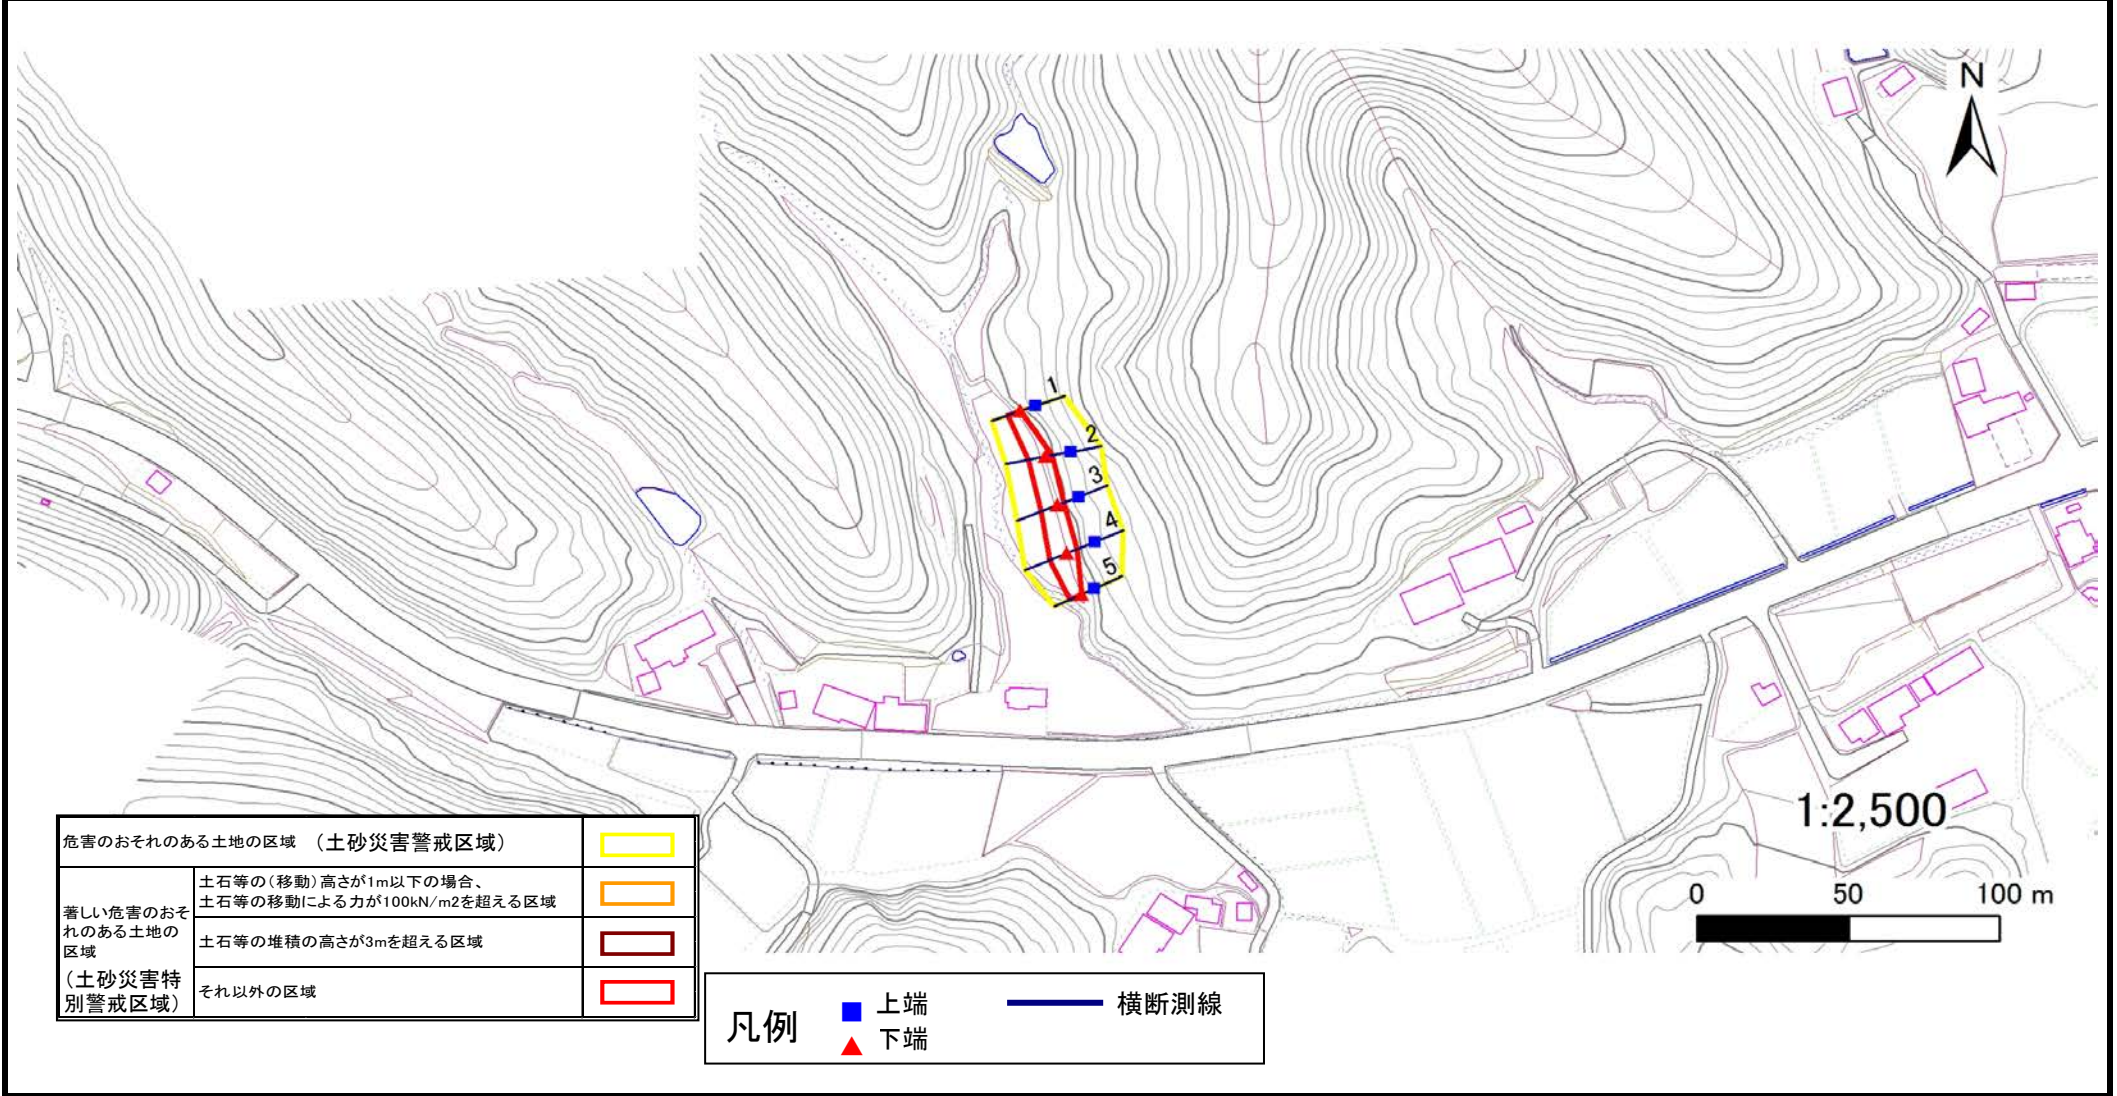 N
1
2
3
4
5
1:2,500
0 50 100 m
危害のおそれのある土地の区域 (土砂災害警戒区域)
著しい危害のおそ
れのある土地の
区域
(土砂災害特
別警戒区域)
土石等の(移動)高さが1m以下の場合、
土石等の移動による力が100kN/m2を超える区域
土石等の堆積の高さが3mを超える区域
それ以外の区域
凡例
上端
下端
横断測線